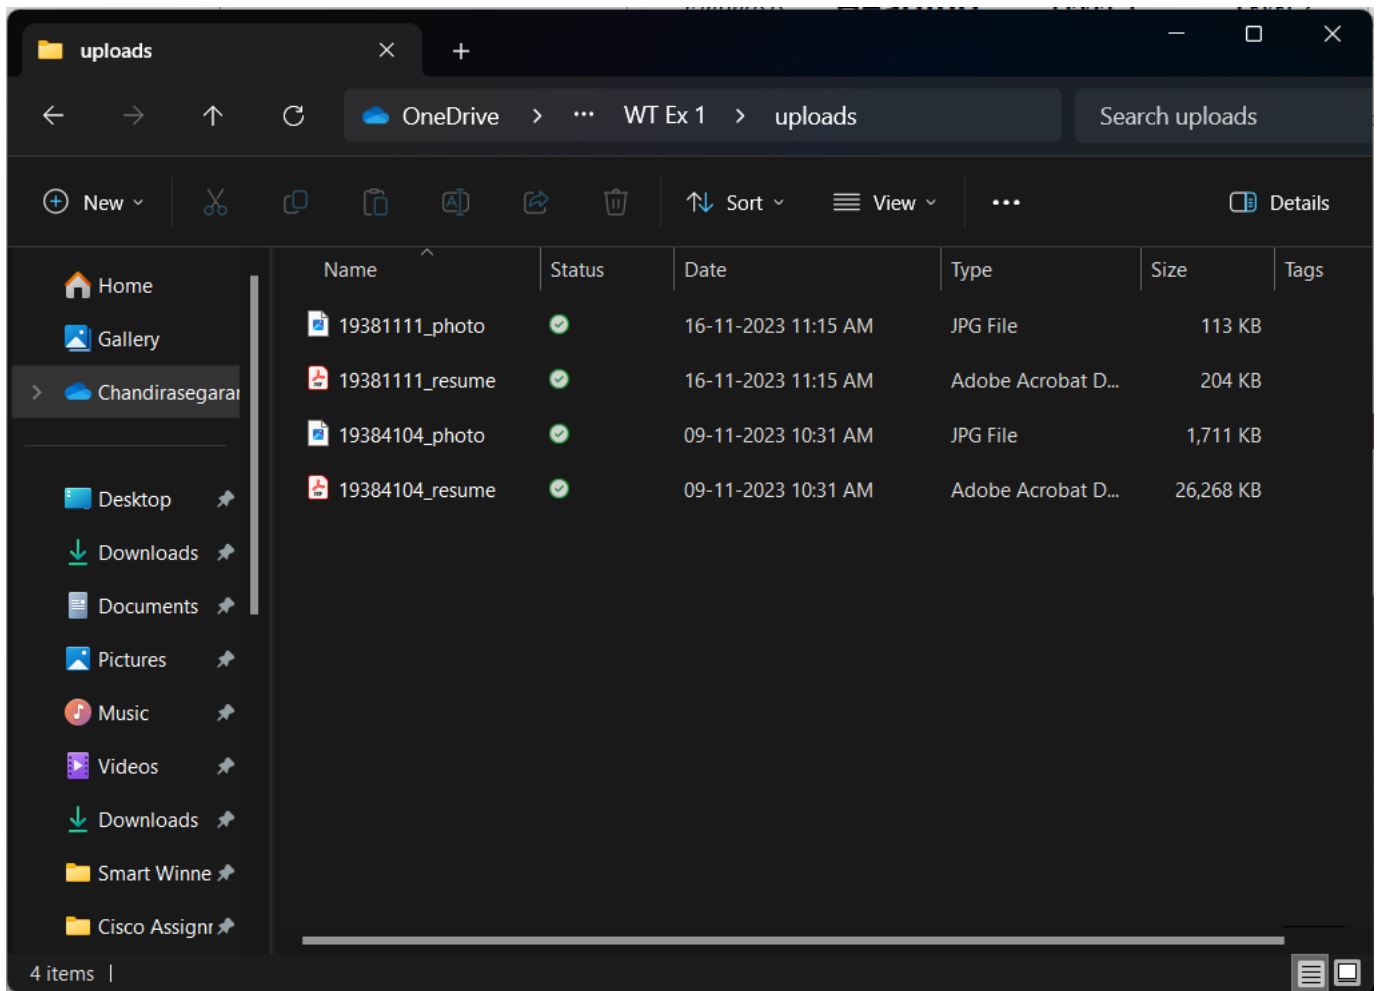 uploads
OneDrive > ... WT Ex 1 > uploads Search uploads
New Sort View ... Details
Name Status Date Type Size Tags
19381111_photo 16-11-2023 11:15 AM JPG File 113 KB
19381111_resume 16-11-2023 11:15 AM Adobe Acrobat D... 204 KB
19384104_photo 09-11-2023 10:31 AM JPG File 1,711 KB
19384104_resume 09-11-2023 10:31 AM Adobe Acrobat D... 26,268 KB
Home
Gallery
Chandirasegaran
Desktop
Downloads
Documents
Pictures
Music
Videos
Downloads
Smart Winne
Cisco Assignr
4 items